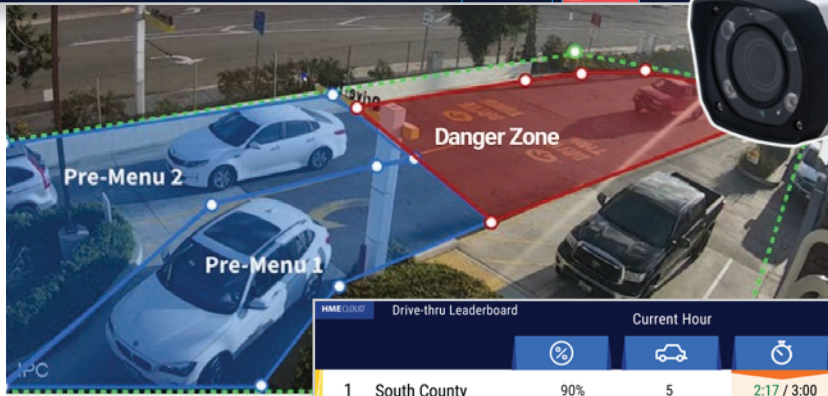 Danger Zone
Pre-Menu 2
Pre-Menu 1
IPC
HME CLOUD
Drive-thru Leaderboard
Current Hour
1 South County 90% 5 2:17 / 3:00